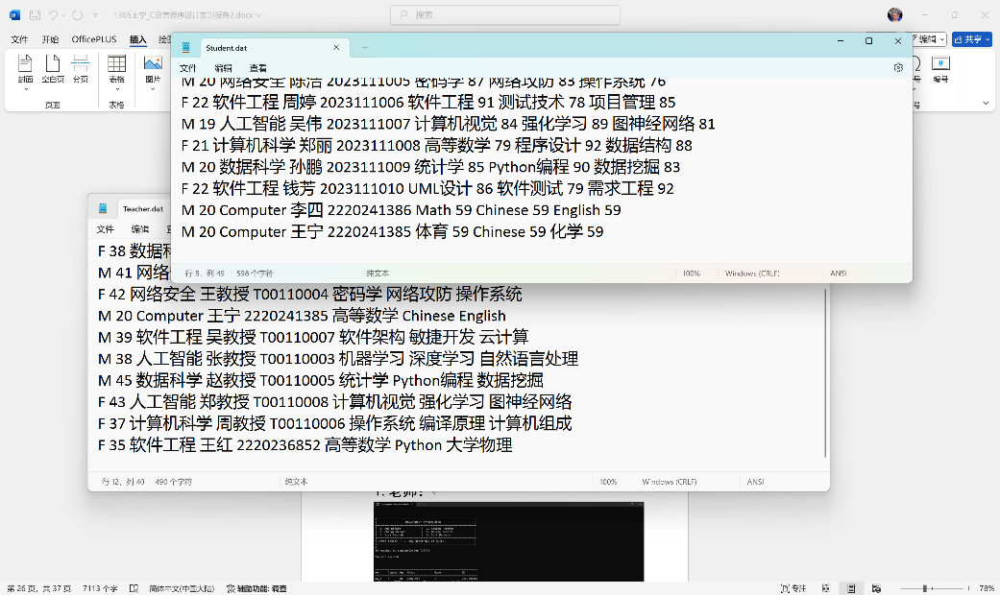 1385王宁_C语言程序设计实训报告2.docx
搜索
文件 开始 OfficePLUS 插入 绘
编辑 共享
封面 空白页 分页 表格 图片 编号
页面 表格
Student.dat
文件 编辑 查看
M 20 网络安全 陈浩 2023111005 密码学 87 网络攻防 83 操作系统 76
F 22 软件工程 周婷 2023111006 软件工程 91 测试技术 78 项目管理 85
M 19 人工智能 吴伟 2023111007 计算机视觉 84 强化学习 89 图神经网络 81
F 21 计算机科学 郑丽 2023111008 高等数学 79 程序设计 92 数据结构 88
M 20 数据科学 孙鹏 2023111009 统计学 85 Python编程 90 数据挖掘 83
F 22 软件工程 钱芳 2023111010 UML设计 86 软件测试 79 需求工程 92
M 20 Computer 李四 2220241386 Math 59 Chinese 59 English 59
M 20 Computer 王宁 2220241385 体育 59 Chinese 59 化学 59
行 8，列 49 598 个字符 纯文本 100% Windows (CRLF) ANSI
Teacher.dat
文件 编辑
F 38 数据科
M 41 网络
F 42 网络安全 王教授 T00110004 密码学 网络攻防 操作系统
M 20 Computer 王宁 2220241385 高等数学 Chinese English
M 39 软件工程 吴教授 T00110007 软件架构 敏捷开发 云计算
M 38 人工智能 张教授 T00110003 机器学习 深度学习 自然语言处理
M 45 数据科学 赵教授 T00110005 统计学 Python编程 数据挖掘
F 43 人工智能 郑教授 T00110008 计算机视觉 强化学习 图神经网络
F 37 计算机科学 周教授 T00110006 操作系统 编译原理 计算机组成
F 35 软件工程 王红 2220236852 高等数学 Python 大学物理
行 12，列 40 490 个字符 纯文本 100% Windows (CRLF) ANSI
1. 老师：
第 26 页，共 37 页 7113 个字 简体中文(中国大陆) 辅助功能: 调查 专注 78%